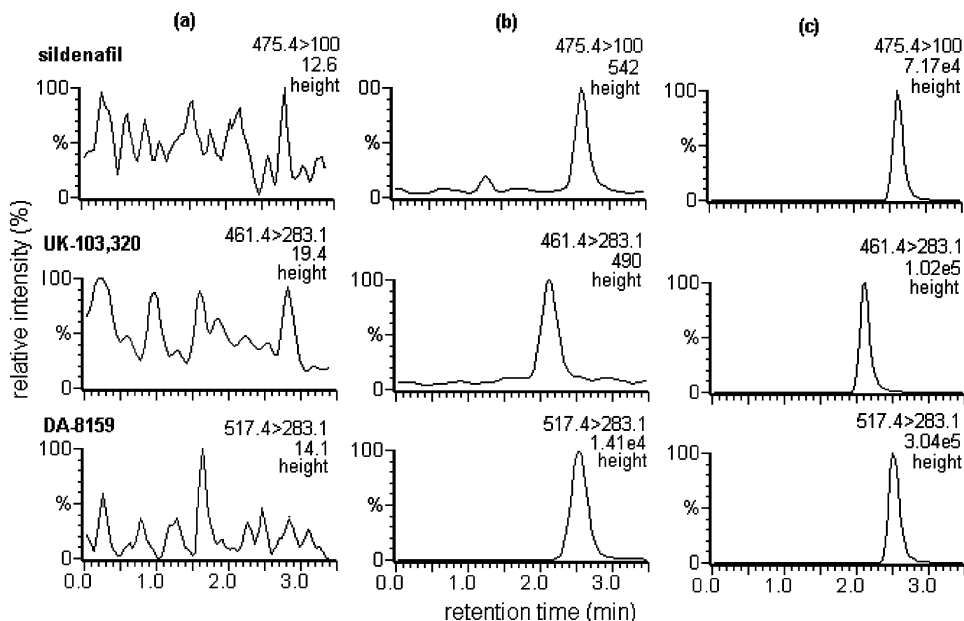 (a) (b) (c)
sildenafil
475.4>100
12.6
height
100
%
0
475.4>100
542
height
00
%
0
475.4>100
7.17e4
height
100
%
0
relative intensity (%)
UK-103,320
461.4>283.1
19.4
height
100
%
0
461.4>283.1
490
height
100
%
0
461.4>283.1
1.02e5
height
100
%
0
DA-8159
517.4>283.1
14.1
height
100
%
0
0.0 1.0 2.0 3.0
517.4>283.1
1.41e4
height
100
%
0
0.0 1.0 2.0 3.0
517.4>283.1
3.04e5
height
100
%
0
0.0 1.0 2.0 3.0
retention time (min)